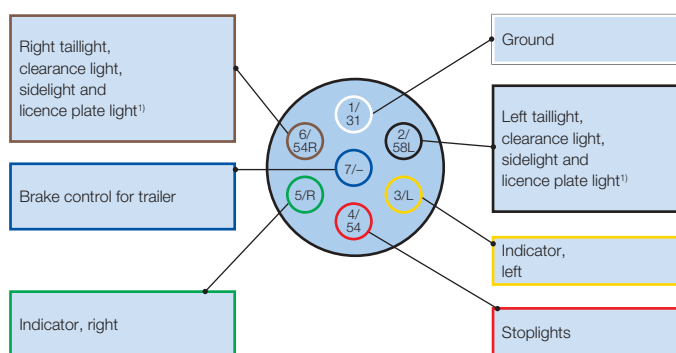 Right taillight,
clearance light,
sidelight and
licence plate light¹⁾
Brake control for trailer
Indicator, right
1/
31
6/
54R
2/
58L
7/–
5/R
3/L
4/
54
Ground
Left taillight,
clearance light,
sidelight and
licence plate light¹⁾
Indicator,
left
Stoplights